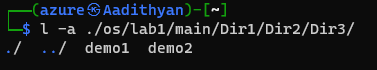 ┌──(azure㉿Aadithyan)-[~]
└─$ l -a ./os/lab1/main/Dir1/Dir2/Dir3/
./  ../  demo1  demo2